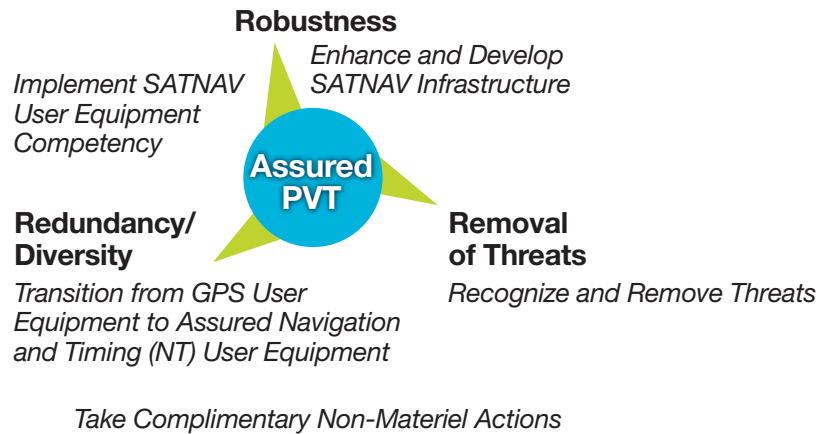 Robustness
Enhance and Develop
SATNAV Infrastructure
Implement SATNAV
User Equipment
Competency
Assured
PVT
Redundancy/
Diversity
Transition from GPS User
Equipment to Assured Navigation
and Timing (NT) User Equipment
Removal
of Threats
Recognize and Remove Threats
Take Complimentary Non-Materiel Actions